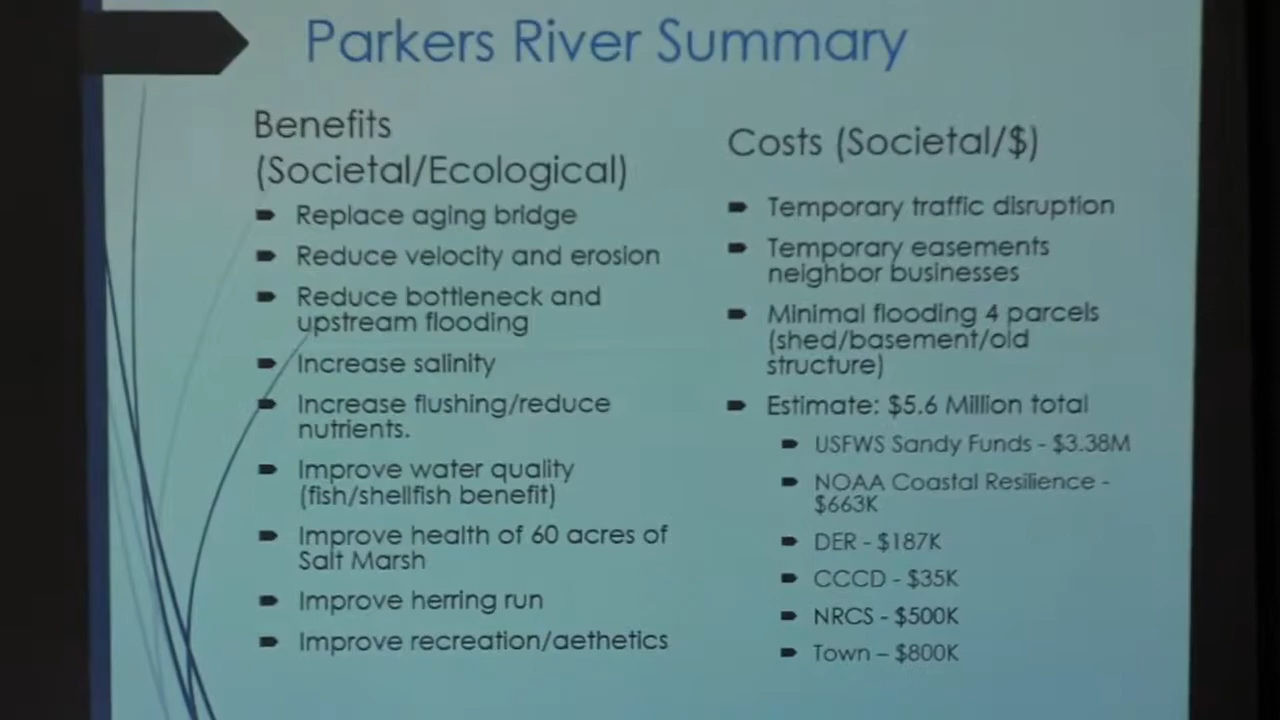 Parkers River Summary
Benefits
(Societal/Ecological)
Replace aging bridge
Reduce velocity and erosion
Reduce bottleneck and
upstream flooding
Increase salinity
Increase flushing/reduce
nutrients.
Improve water quality
(fish/shellfish benefit)
Improve health of 60 acres of
Salt Marsh
Improve herring run
Improve recreation/aethetics
Costs (Societal/$)
Temporary traffic disruption
Temporary easements
neighbor businesses
Minimal flooding 4 parcels
(shed/basement/old
structure)
Estimate: $5.6 Million total
USFWS Sandy Funds - $3.38M
NOAA Coastal Resilience -
$663K
DER - $187K
CCCD - $35K
NRCS - $500K
Town – $800K